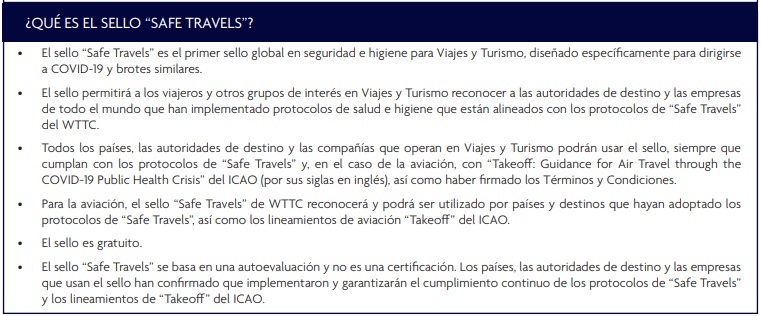 ¿QUÉ ES EL SELLO “SAFE TRAVELS”?
• El sello “Safe Travels” es el primer sello global en seguridad e higiene para Viajes y Turismo, diseñado específicamente para dirigirse
a COVID-19 y brotes similares.
• El sello permitirá a los viajeros y otros grupos de interés en Viajes y Turismo reconocer a las autoridades de destino y las empresas
de todo el mundo que han implementado protocolos de salud e higiene que están alineados con los protocolos de “Safe Travels”
del WTTC.
• Todos los países, las autoridades de destino y las compañías que operan en Viajes y Turismo podrán usar el sello, siempre que
cumplan con los protocolos de “Safe Travels” y, en el caso de la aviación, con “Takeoff: Guidance for Air Travel through the
COVID-19 Public Health Crisis” del ICAO (por sus siglas en inglés), así como haber firmado los Términos y Condiciones.
• Para la aviación, el sello “Safe Travels” de WTTC reconocerá y podrá ser utilizado por países y destinos que hayan adoptado los
protocolos de “Safe Travels”, así como los lineamientos de aviación “Takeoff” del ICAO.
• El sello es gratuito.
• El sello “Safe Travels” se basa en una autoevaluación y no es una certificación. Los países, las autoridades de destino y las empresas
que usan el sello han confirmado que implementaron y garantizarán el cumplimiento continuo de los protocolos de “Safe Travels”
y los lineamientos de “Takeoff” del ICAO.